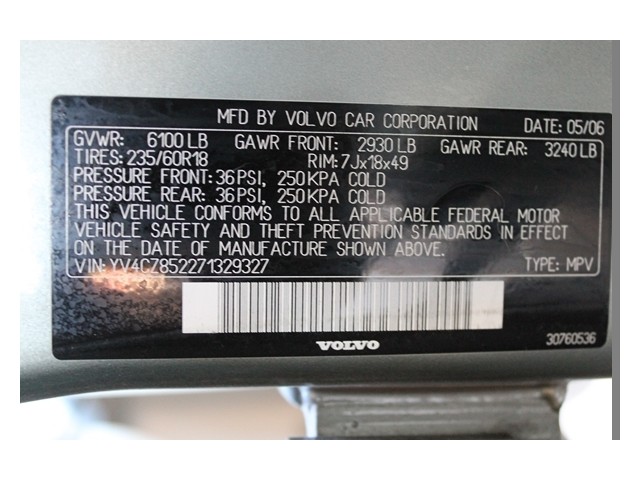 MFD BY VOLVO CAR CORPORATION DATE: 05/06
GVWR: 6100 LB GAWR FRONT: 2930 LB GAWR REAR: 3240 LB
TIRES: 235/60R18 RIM: 7Jx18x49
PRESSURE FRONT: 36 PSI, 250 KPA COLD
PRESSURE REAR: 36 PSI, 250 KPA COLD
THIS VEHICLE CONFORMS TO ALL APPLICABLE FEDERAL MOTOR
VEHICLE SAFETY AND THEFT PREVENTION STANDARDS IN EFFECT
ON THE DATE OF MANUFACTURE SHOWN ABOVE.
VIN: YV4CZ852271329327 TYPE: MPV
VOLVO 30760536